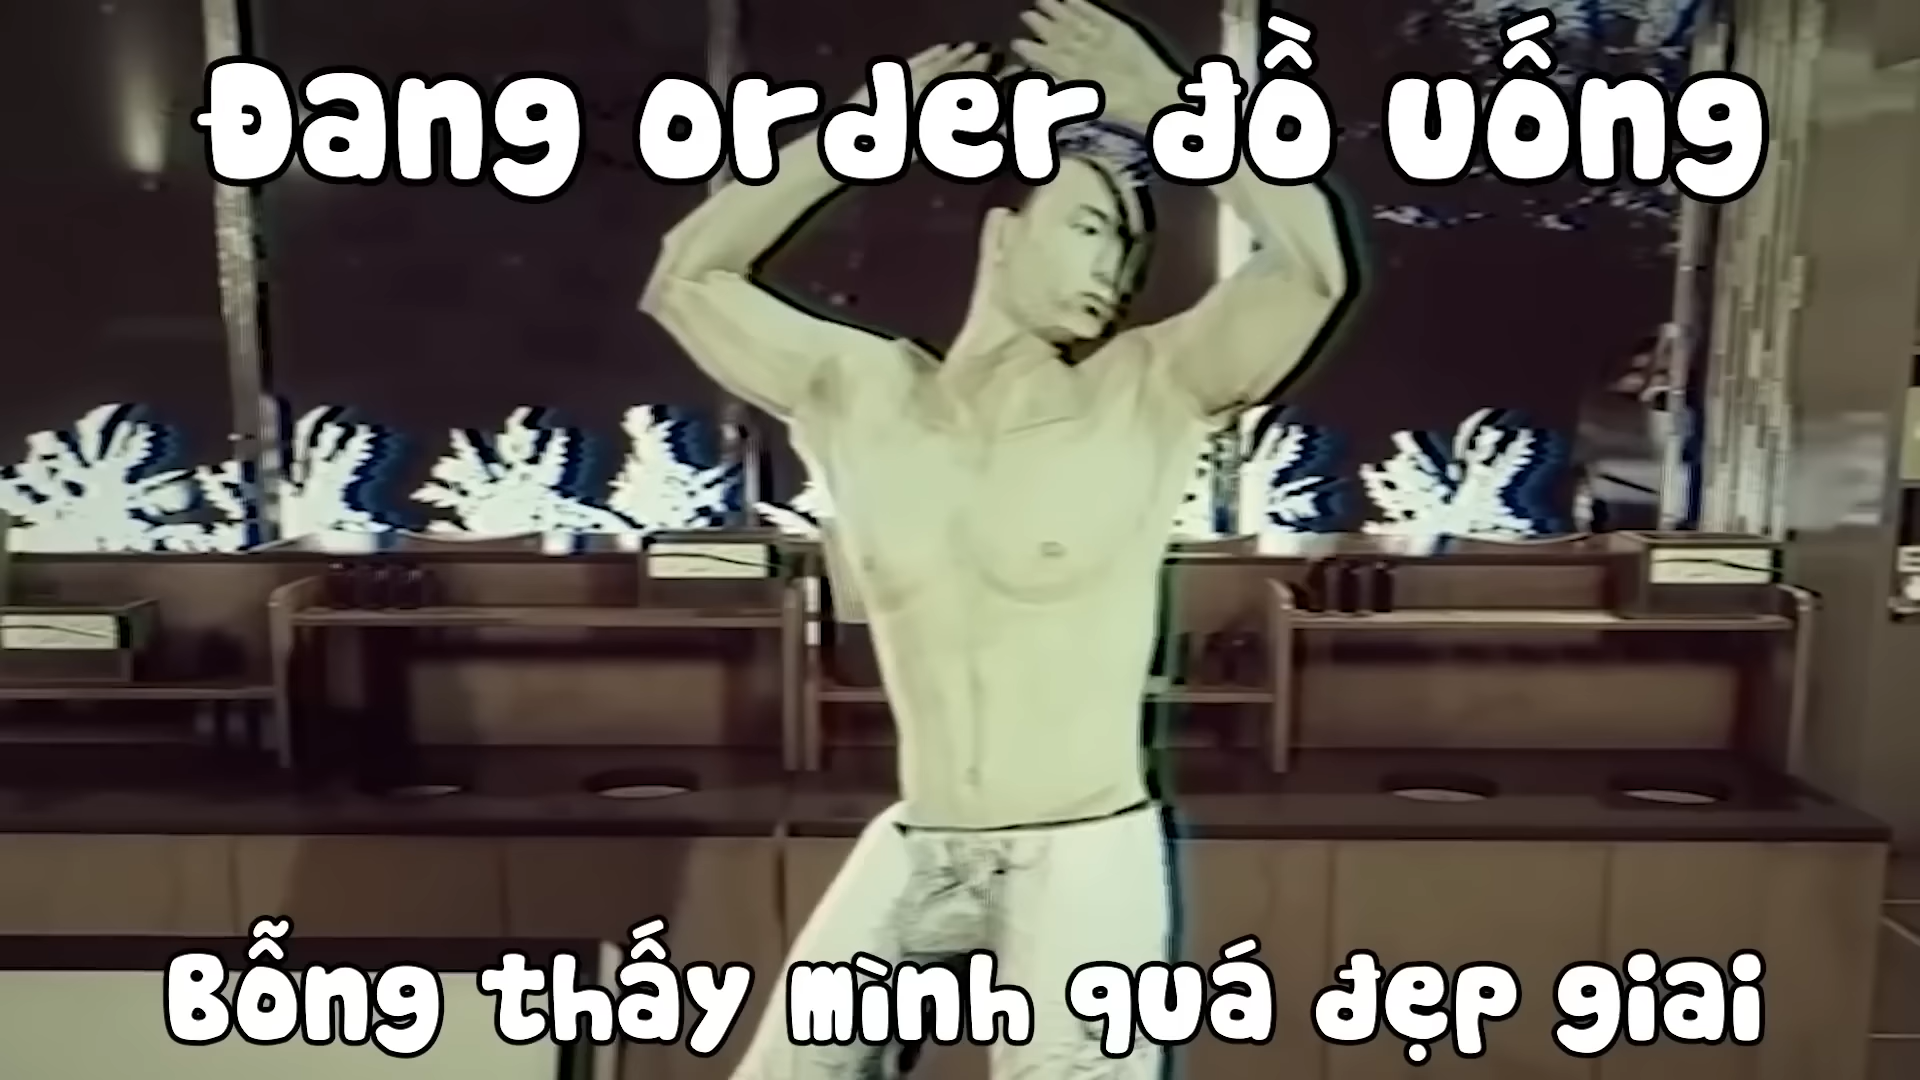 Đang order đồ uống
Bỗng thấy mình quá đẹp giai